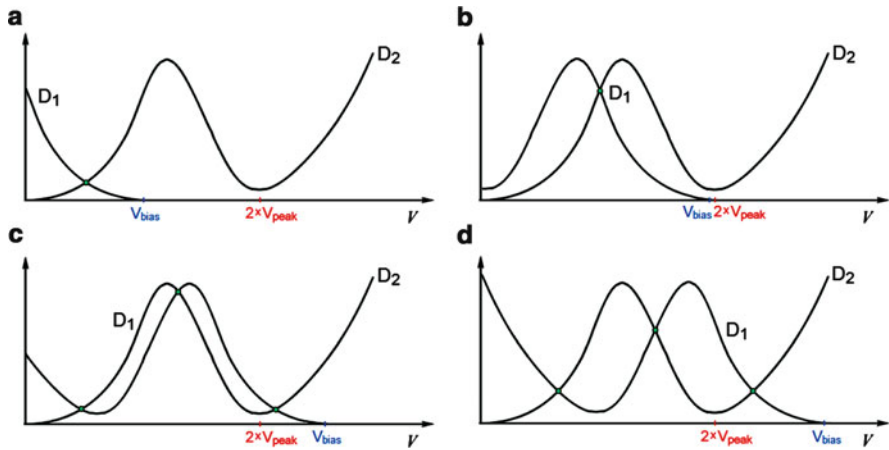 a
D1
D2
Vbias
2×Vpeak
V
b
D1
D2
Vbias
2×Vpeak
V
c
D1
D2
2×Vpeak
Vbias
V
d
D1
D2
2×Vpeak
Vbias
V